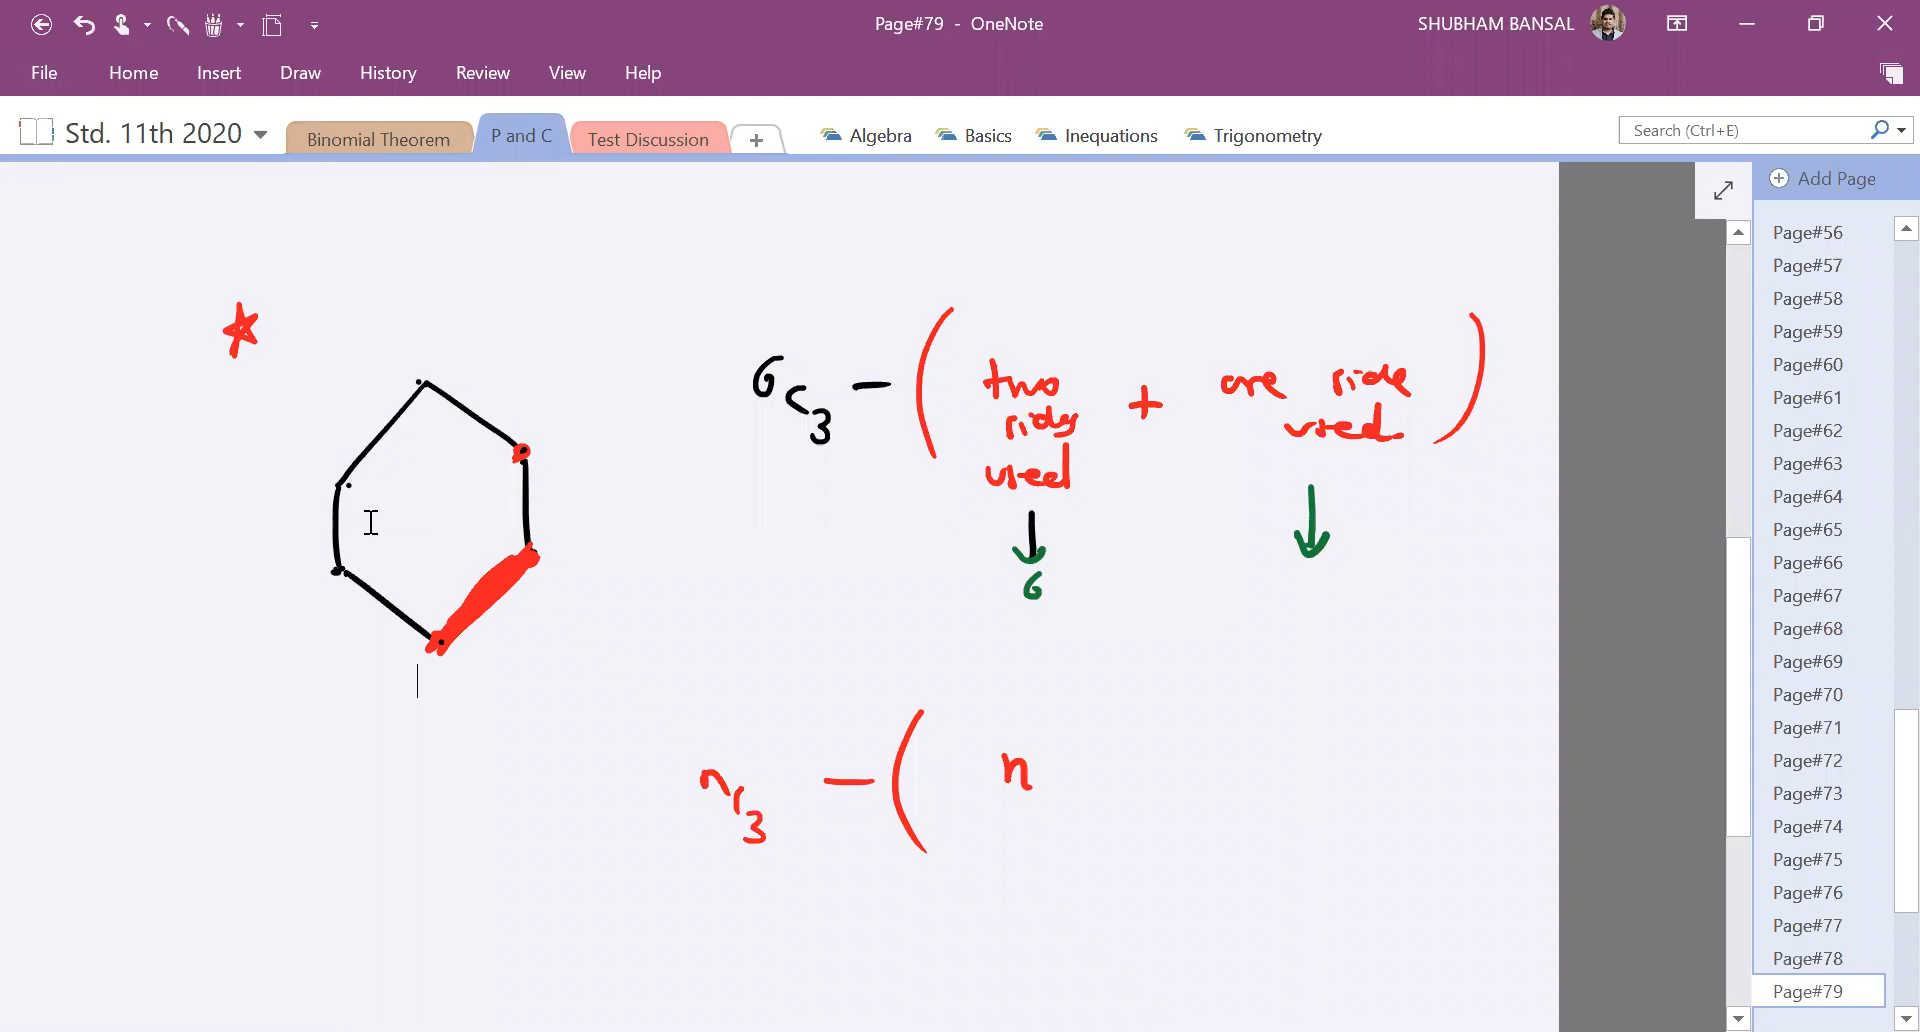 Page#79 - OneNote
SHUBHAM BANSAL
File Home Insert Draw History Review View Help
Std. 11th 2020
Binomial Theorem
P and C
Test Discussion
+
Algebra
Basics
Inequations
Trigonometry
Search (Ctrl+E)
Add Page
Page#56
Page#57
Page#58
Page#59
Page#60
Page#61
Page#62
Page#63
Page#64
Page#65
Page#66
Page#67
Page#68
Page#69
Page#70
Page#71
Page#72
Page#73
Page#74
Page#75
Page#76
Page#77
Page#78
Page#79
6C3 - ( two sides used + one side used )
6
nC3 - ( n